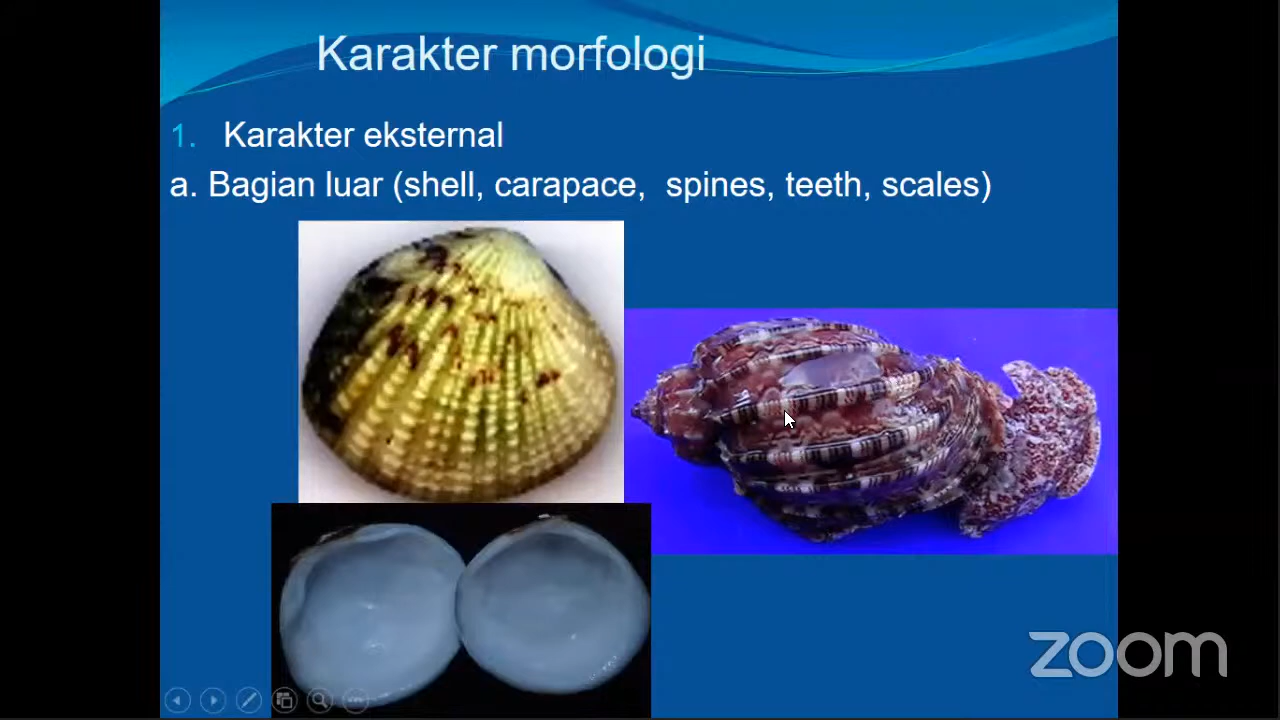 Karakter morfologi
1. Karakter eksternal
a. Bagian luar (shell, carapace, spines, teeth, scales)
zoom